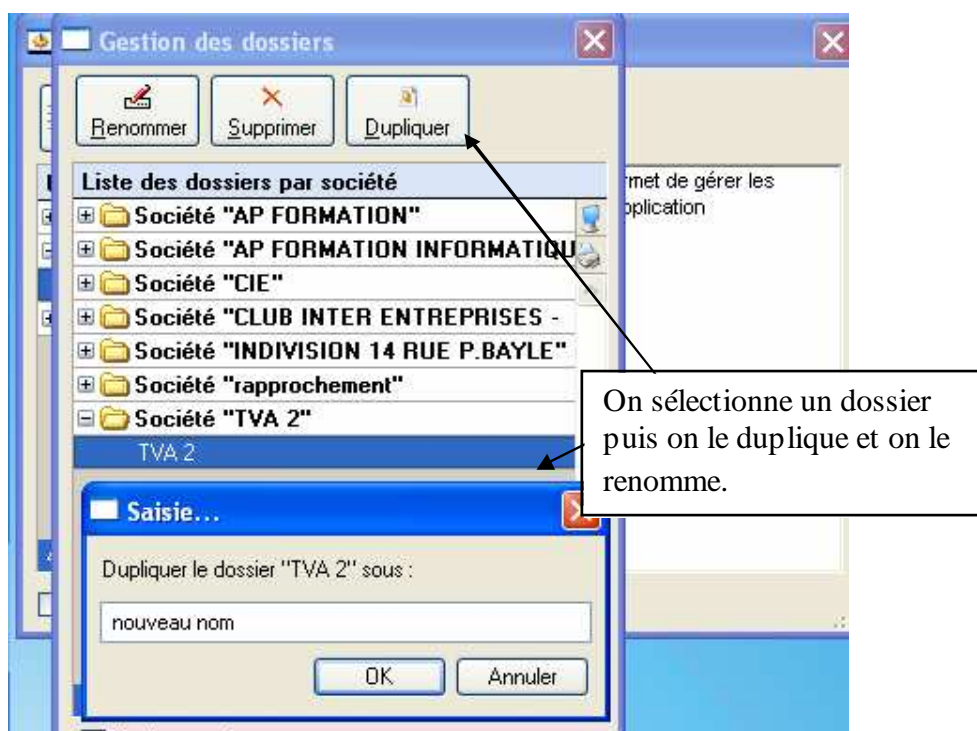 Gestion des dossiers
Renommer
Supprimer
Dupliquer
Liste des dossiers par société
Société "AP FORMATION"
Société "AP FORMATION INFORMATIQU
Société "CIE"
Société "CLUB INTER ENTREPRISES -
Société "INDIVISION 14 RUE P.BAYLE"
Société "rapprochement"
Société "TVA 2"
TVA 2
rmet de gérer les
pplication
On sélectionne un dossier
puis on le duplique et on le
renomme.
Saisie...
Dupliquer le dossier "TVA 2" sous :
nouveau nom
OK
Annuler